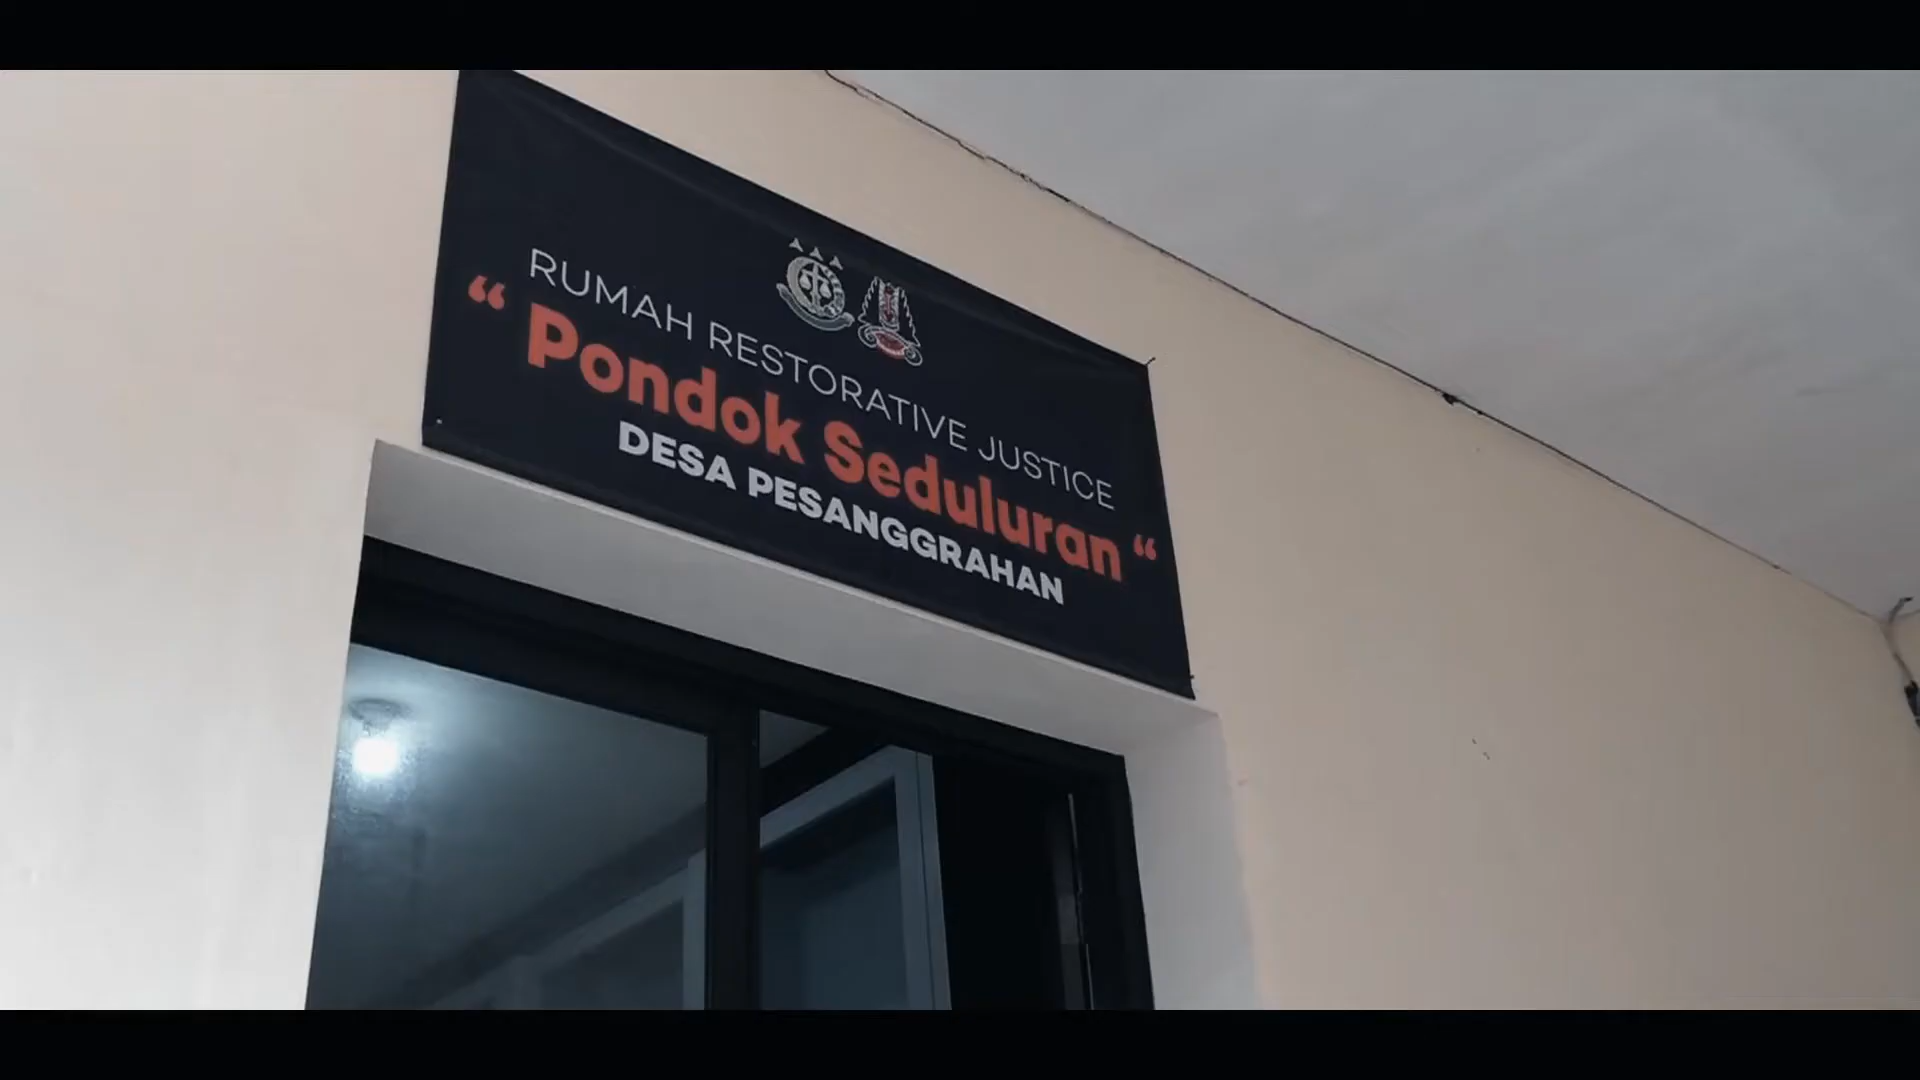 RUMAH RESTORATIVE JUSTICE
“ Pondok Seduluran “
DESA PESANGGRAHAN